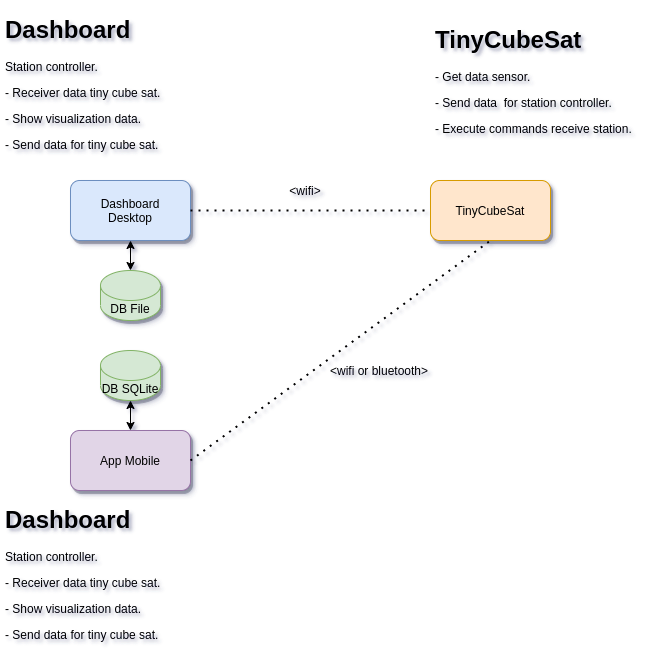 Dashboard
Station controller.
- Receiver data tiny cube sat.
- Show visualization data.
- Send data for tiny cube sat.
TinyCubeSat
- Get data sensor.
- Send data  for station controller.
- Execute commands receive station.
Dashboard
Desktop
<wifi>
TinyCubeSat
DB File
DB SQLite
<wifi or bluetooth>
App Mobile
Dashboard
Station controller.
- Receiver data tiny cube sat.
- Show visualization data.
- Send data for tiny cube sat.